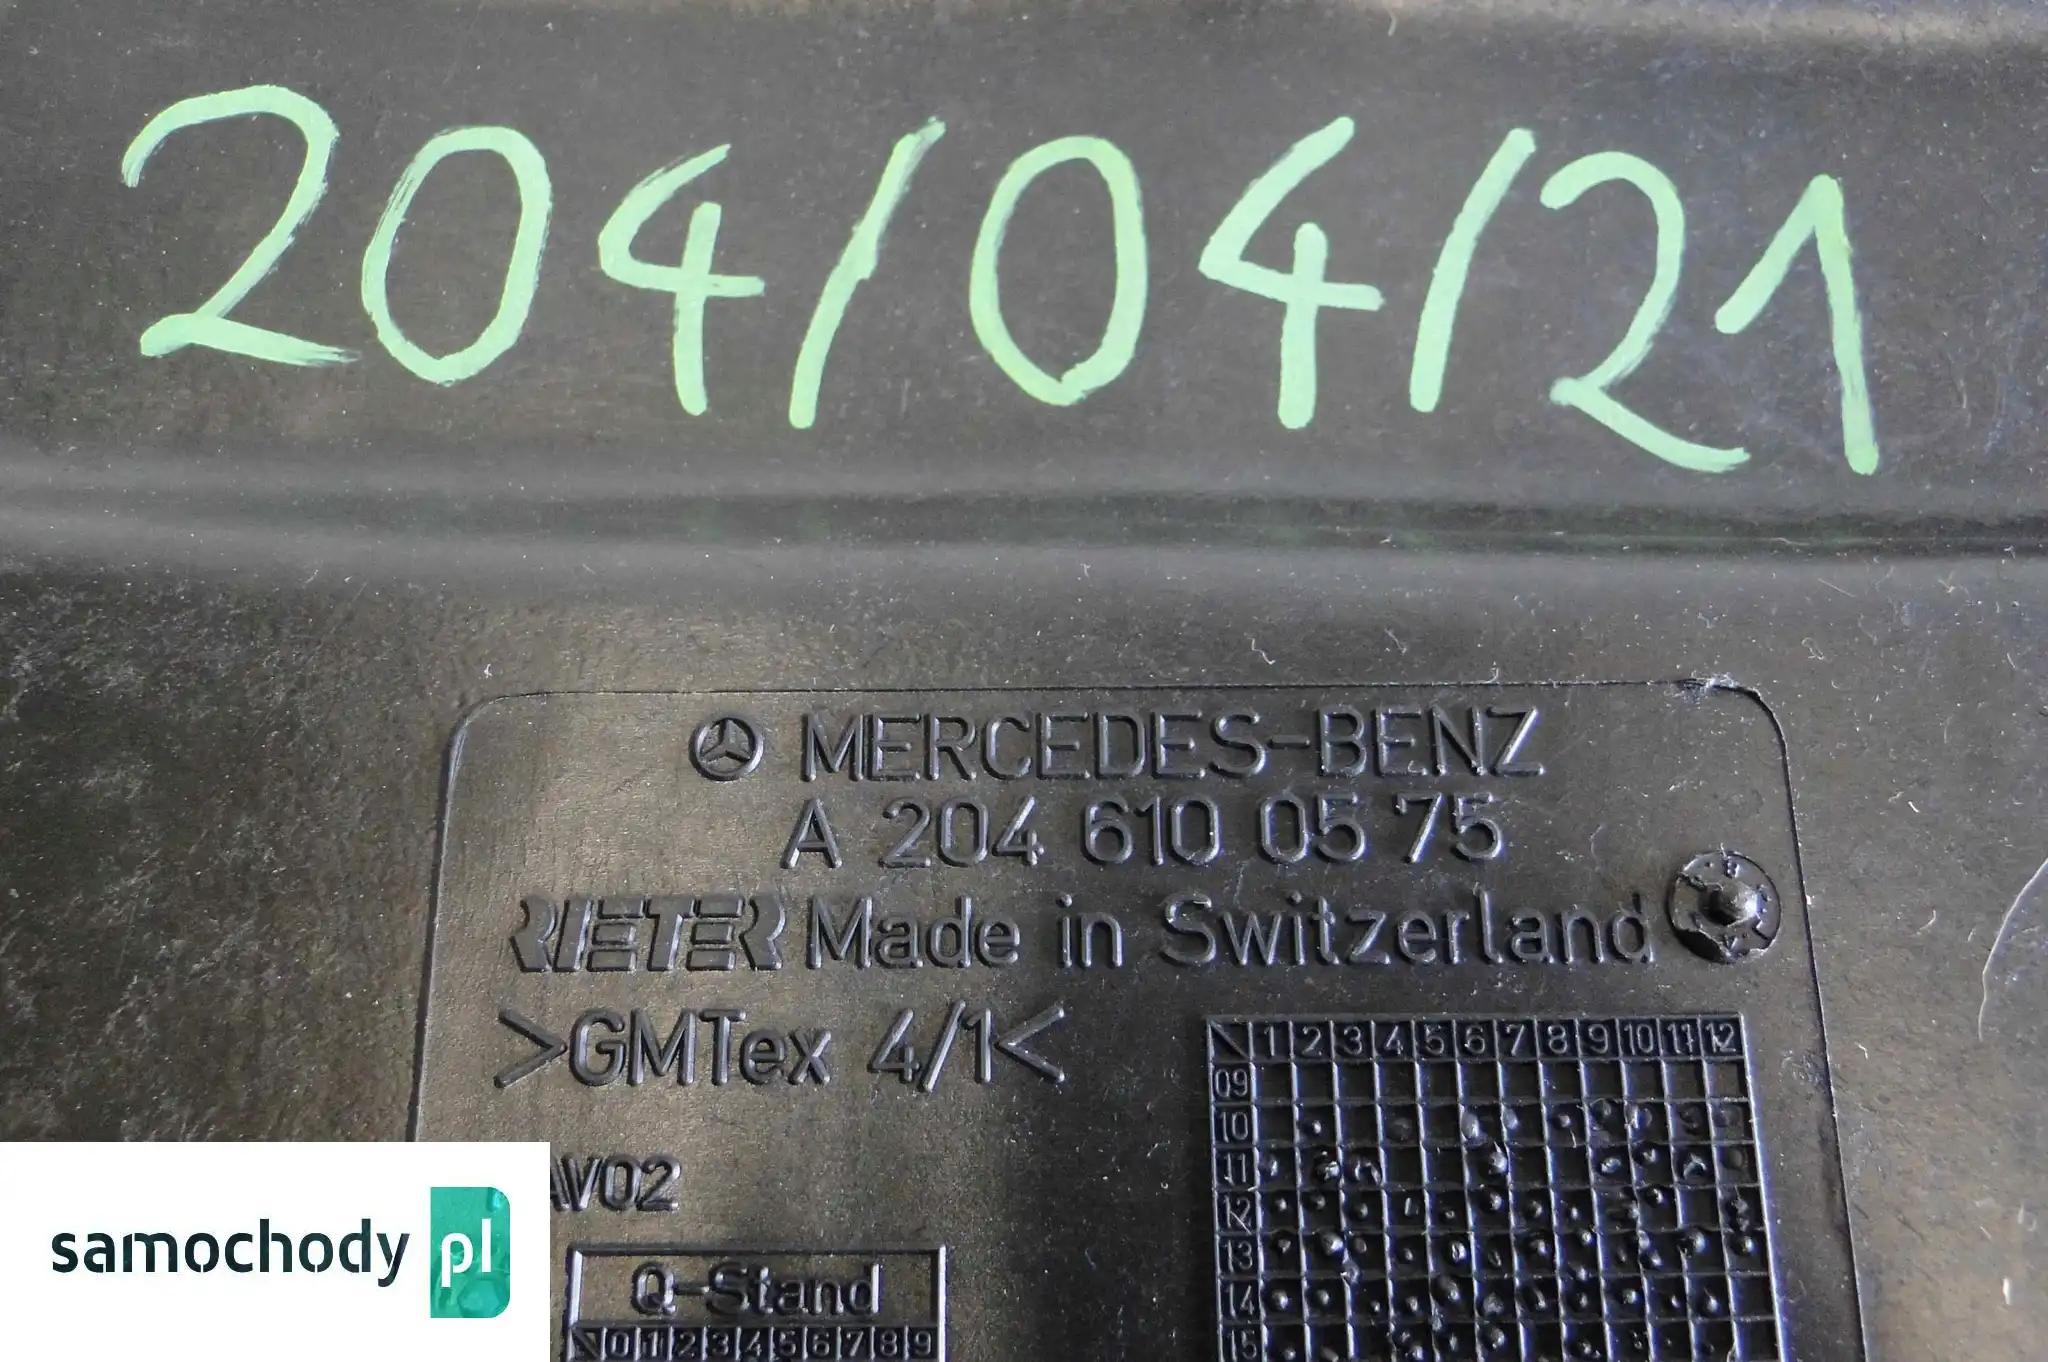 204/04/21
MERCEDES-BENZ
A 204 610 05 75
RIETER Made in Switzerland
>GMTex 4/1<
AV02
Q-Stand
0 1 2 3 4 5 6 7 8 9
1 2 3 4 5 6 7 8 9 10 11 12
09
10
11
12
13
14
15
samochody pl